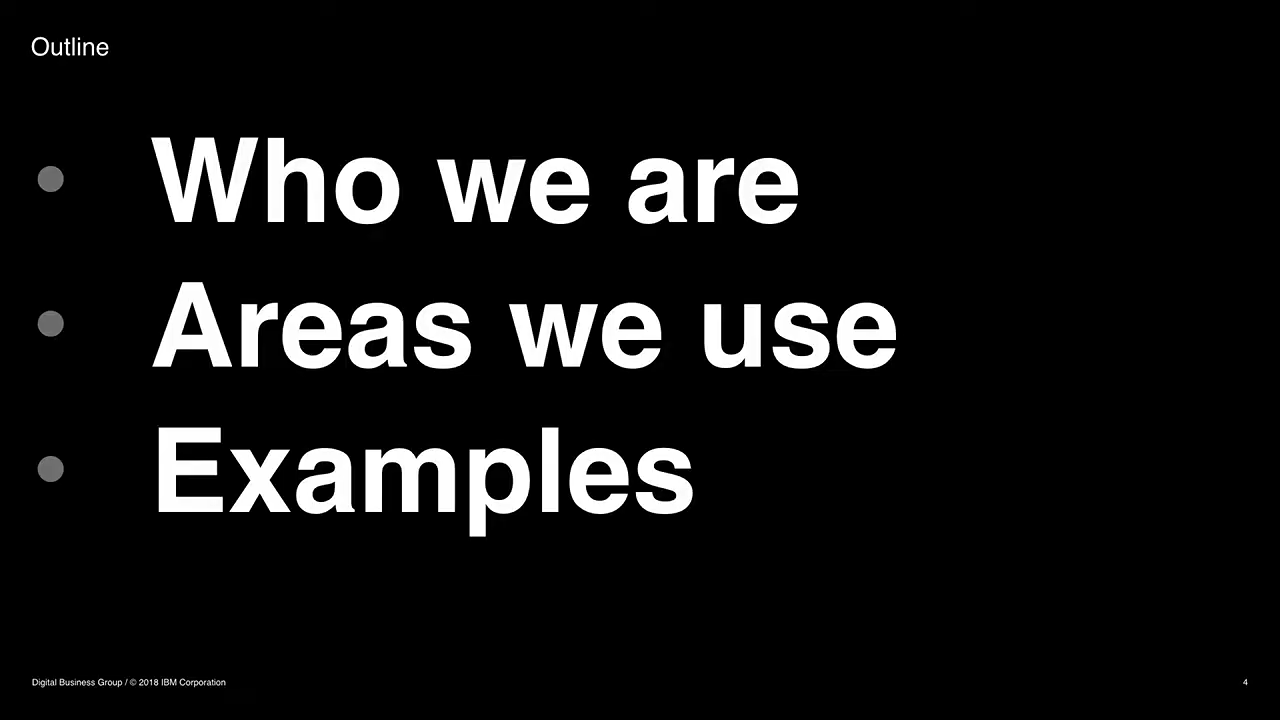 Outline
• Who we are
• Areas we use
• Examples
Digital Business Group / © 2018 IBM Corporation
4